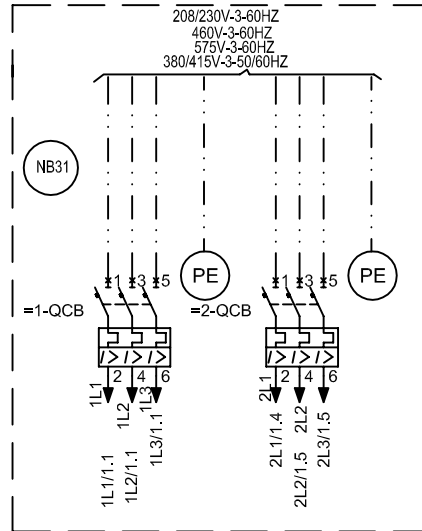 208/230V-3-60HZ
460V-3-60HZ
575V-3-60HZ
380/415V-3-50/60HZ
NB31
PE
PE
1 3 5
1 3 5
=1-QCB
=2-QCB
I> I> I>
I> I> I>
2 4 6
2 4 6
1L1
1L2
1L3
2L1
2L2
1L1/1.1
1L2/1.1
1L3/1.1
2L1/1.4
2L2/1.5
2L3/1.5